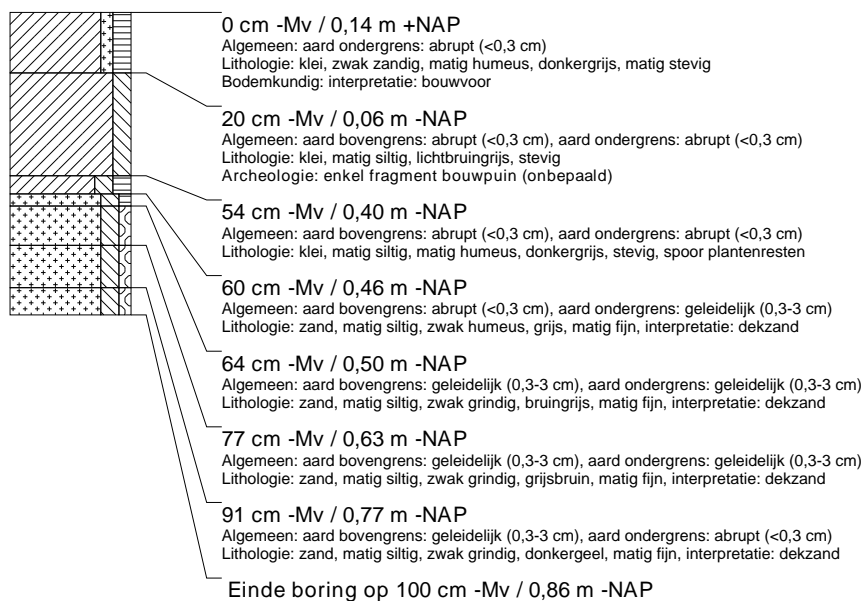 0 cm -Mv / 0,14 m +NAP
Algemeen: aard ondergrens: abrupt (<0,3 cm)
Lithologie: klei, zwak zandig, matig humeus, donkergrijs, matig stevig
Bodemkundig: interpretatie: bouwvoor
20 cm -Mv / 0,06 m -NAP
Algemeen: aard bovengrens: abrupt (<0,3 cm), aard ondergrens: abrupt (<0,3 cm)
Lithologie: klei, matig siltig, lichtbruingrijs, stevig
Archeologie: enkel fragment bouwpuin (onbepaald)
54 cm -Mv / 0,40 m -NAP
Algemeen: aard bovengrens: abrupt (<0,3 cm), aard ondergrens: abrupt (<0,3 cm)
Lithologie: klei, matig siltig, matig humeus, donkergrijs, stevig, spoor plantenresten
60 cm -Mv / 0,46 m -NAP
Algemeen: aard bovengrens: abrupt (<0,3 cm), aard ondergrens: geleidelijk (0,3-3 cm)
Lithologie: zand, matig siltig, zwak humeus, grijs, matig fijn, interpretatie: dekzand
64 cm -Mv / 0,50 m -NAP
Algemeen: aard bovengrens: geleidelijk (0,3-3 cm), aard ondergrens: geleidelijk (0,3-3 cm)
Lithologie: zand, matig siltig, zwak grindig, bruingrijs, matig fijn, interpretatie: dekzand
77 cm -Mv / 0,63 m -NAP
Algemeen: aard bovengrens: geleidelijk (0,3-3 cm), aard ondergrens: geleidelijk (0,3-3 cm)
Lithologie: zand, matig siltig, zwak grindig, grijsbruin, matig fijn, interpretatie: dekzand
91 cm -Mv / 0,77 m -NAP
Algemeen: aard bovengrens: geleidelijk (0,3-3 cm), aard ondergrens: abrupt (<0,3 cm)
Lithologie: zand, matig siltig, zwak grindig, donkergeel, matig fijn, interpretatie: dekzand
Einde boring op 100 cm -Mv / 0,86 m -NAP